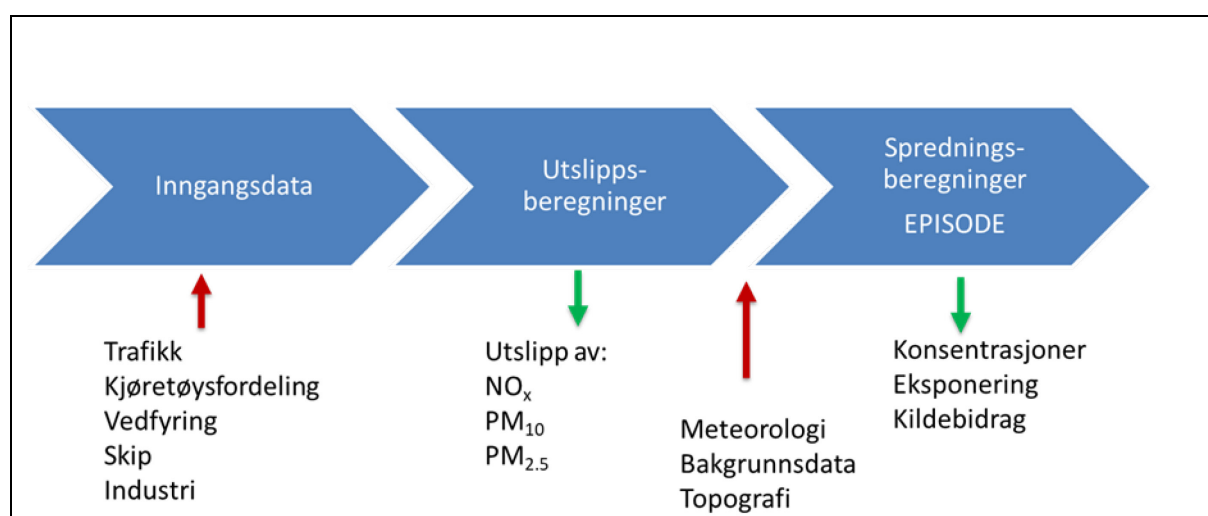 Inngangsdata
Utslipps-
beregninger
Sprednings-
beregninger
EPISODE
Trafikk
Kjøretøysfordeling
Vedfyring
Skip
Industri
Utslipp av:
NOx
PM10
PM2.5
Meteorologi
Bakgrunnsdata
Topografi
Konsentrasjoner
Eksponering
Kildebidrag